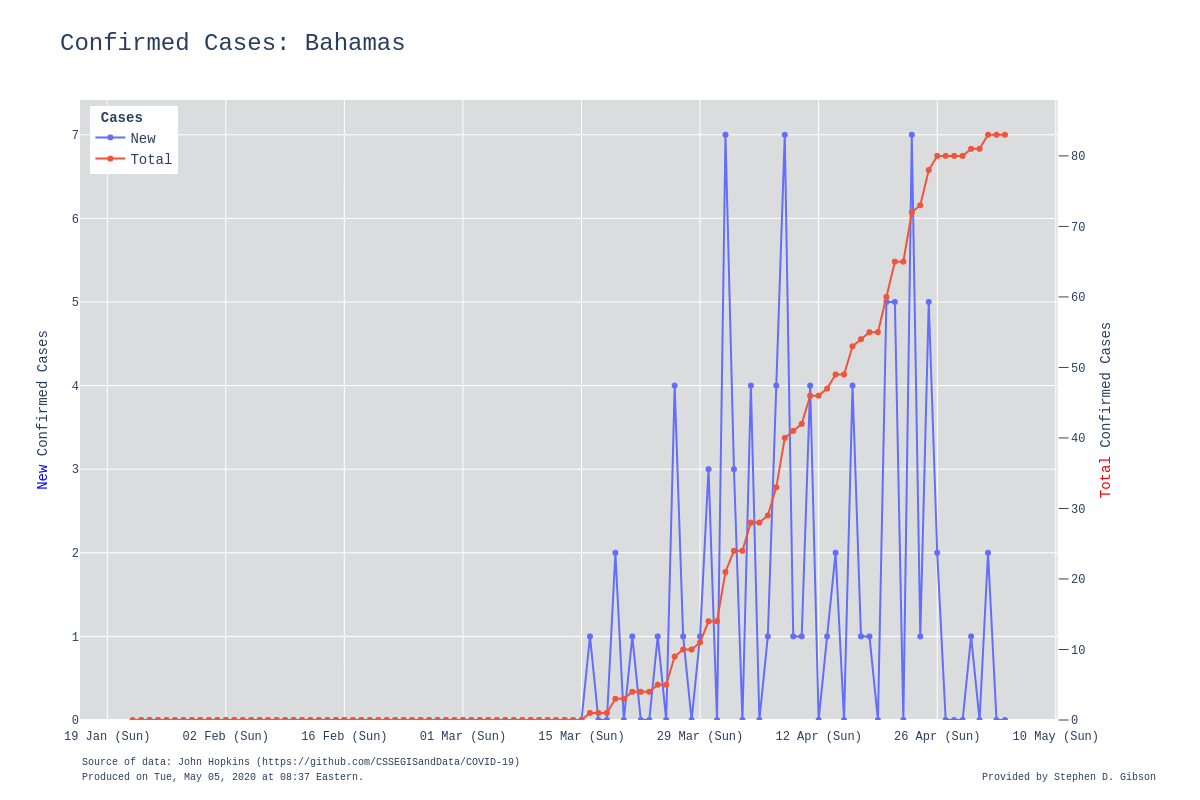 Confirmed Cases: Bahamas
Cases
New
Total
7
6
5
4
3
2
1
0
80
70
60
50
40
30
20
10
0
New Confirmed Cases
Total Confirmed Cases
19 Jan (Sun) 02 Feb (Sun) 16 Feb (Sun) 01 Mar (Sun) 15 Mar (Sun) 29 Mar (Sun) 12 Apr (Sun) 26 Apr (Sun) 10 May (Sun)
Source of data: John Hopkins (https://github.com/CSSEGISandData/COVID-19)
Produced on Tue, May 05, 2020 at 08:37 Eastern.
Provided by Stephen D. Gibson